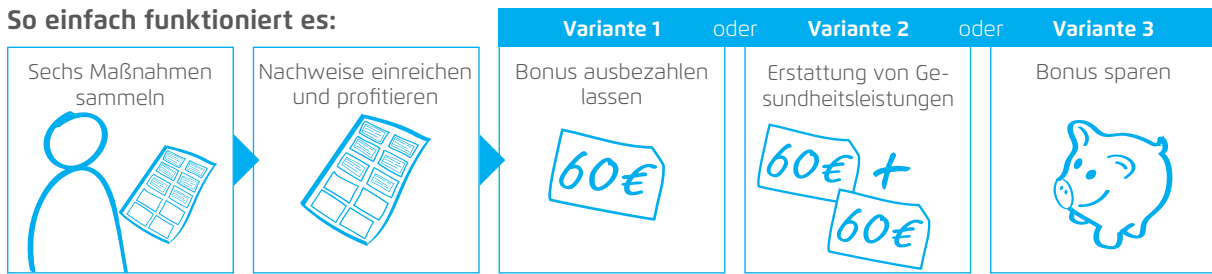 So einfach funktioniert es:
Variante 1 oder Variante 2 oder Variante 3
Sechs Maßnahmen
sammeln
Nachweise einreichen
und profitieren
Bonus ausbezahlen
lassen
60€
Erstattung von Ge-
sundheitsleistungen
60€ +
60€
Bonus sparen